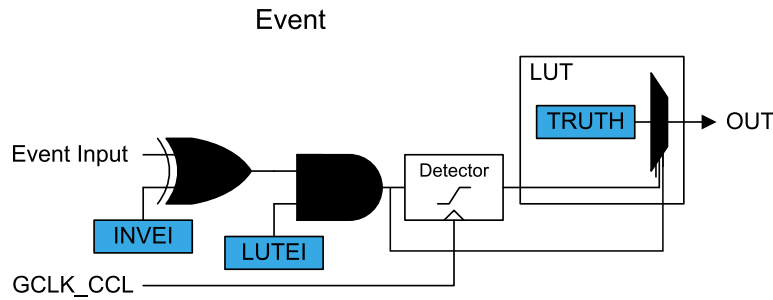 Event
LUT
TRUTH
OUT
Event Input
Detector
INVEI
LUTEI
GCLK_CCL